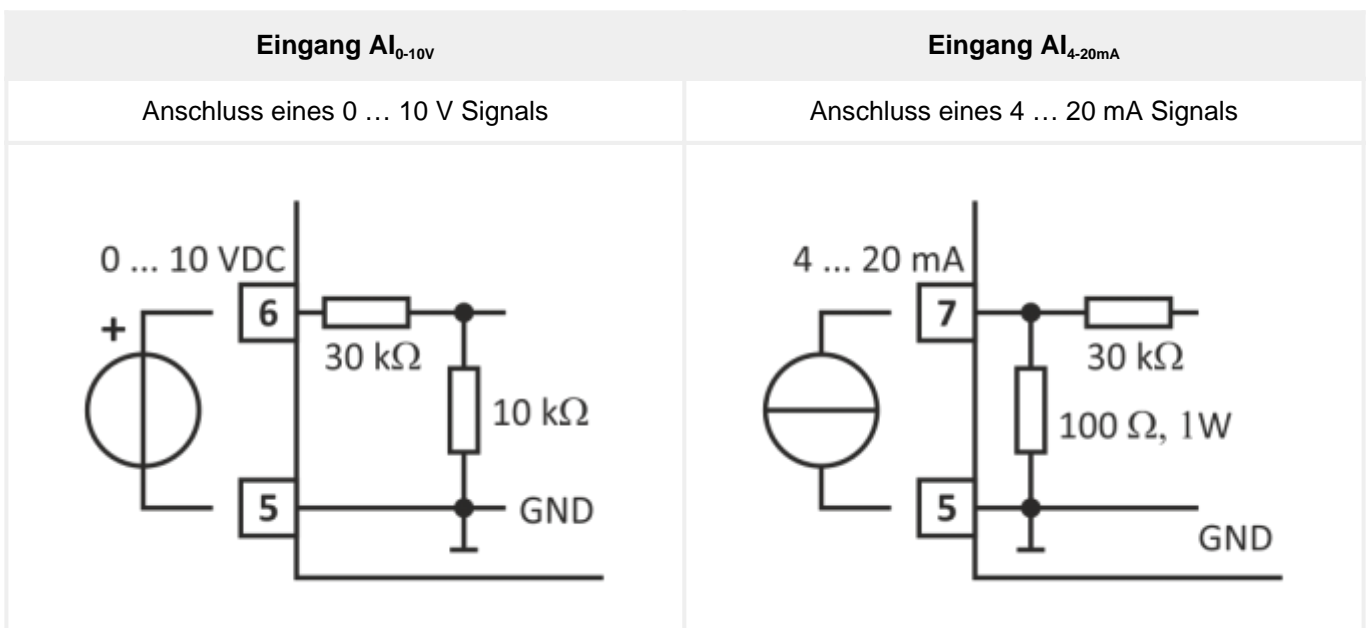 Eingang AI0-10V
Eingang AI4-20mA
Anschluss eines 0 … 10 V Signals
Anschluss eines 4 … 20 mA Signals
0 ... 10 VDC
+
6
30 kΩ
10 kΩ
5
GND
4 ... 20 mA
7
30 kΩ
100 Ω, 1W
5
GND